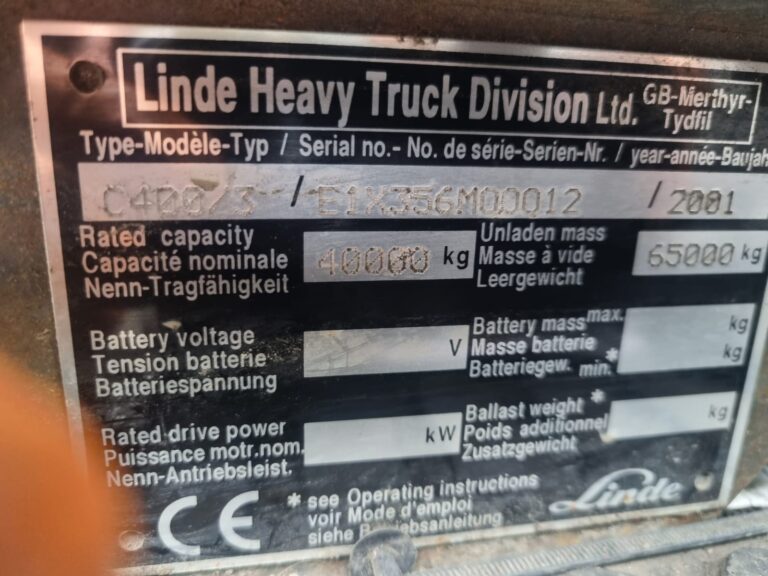 Linde Heavy Truck Division Ltd. GB-Merthyr-Tydfil
Type-Modèle-Typ / Serial no.- No. de série-Serien-Nr. / year-année-Baujah
C400/3 / E1X356M00012 / 2001
Rated capacity
Capacité nominale
Nenn-Tragfähigkeit
40000 kg
Unladen mass
Masse à vide
Leergewicht
65000 kg
Battery voltage
Tension batterie
Batteriespannung
V
Battery mass max. kg
Masse batterie kg
Batteriegew. min.*
Rated drive power
Puissance motr.nom.
Nenn-Antriebsleist.
kW
Ballast weight *
Poids additionnel
Zusatzgewicht
kg
CE
* see Operating instructions
voir Mode d'emploi
siehe Betriebsanleitung
Linde